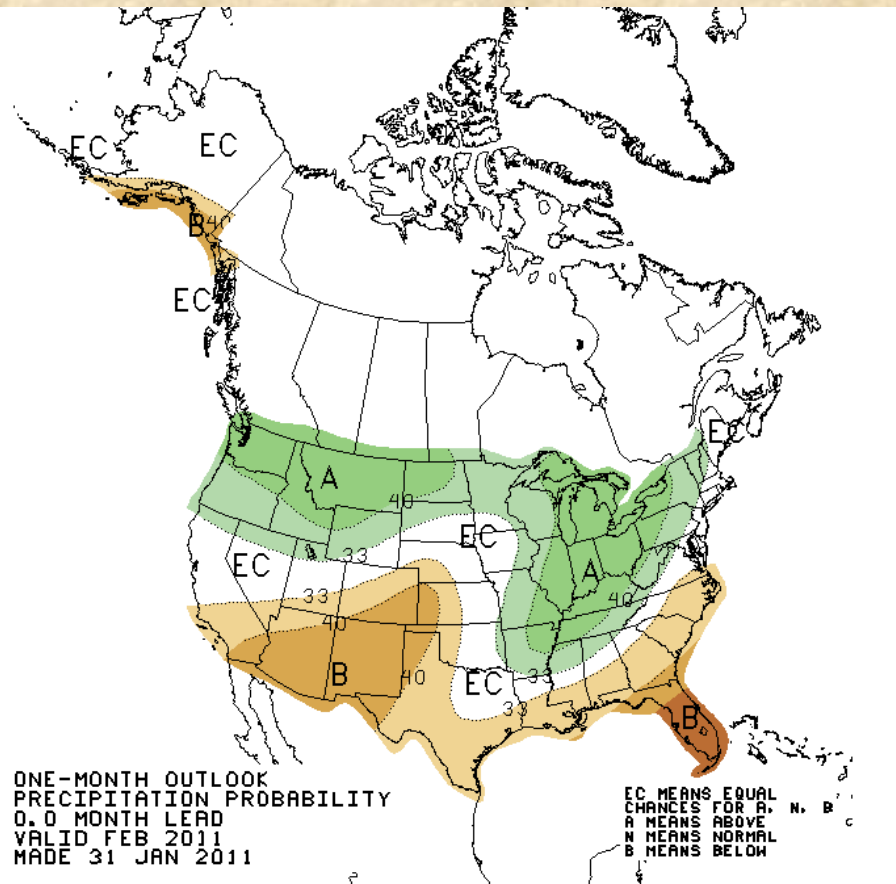 EC
EC
B
40
EC
EC
A
40
EC
33
EC
A
33
40
40
B
40
EC
33
33
B
ONE-MONTH OUTLOOK
PRECIPITATION PROBABILITY
0.0 MONTH LEAD
VALID FEB 2011
MADE 31 JAN 2011
EC MEANS EQUAL
CHANCES FOR A, N, B
A MEANS ABOVE
N MEANS NORMAL
B MEANS BELOW